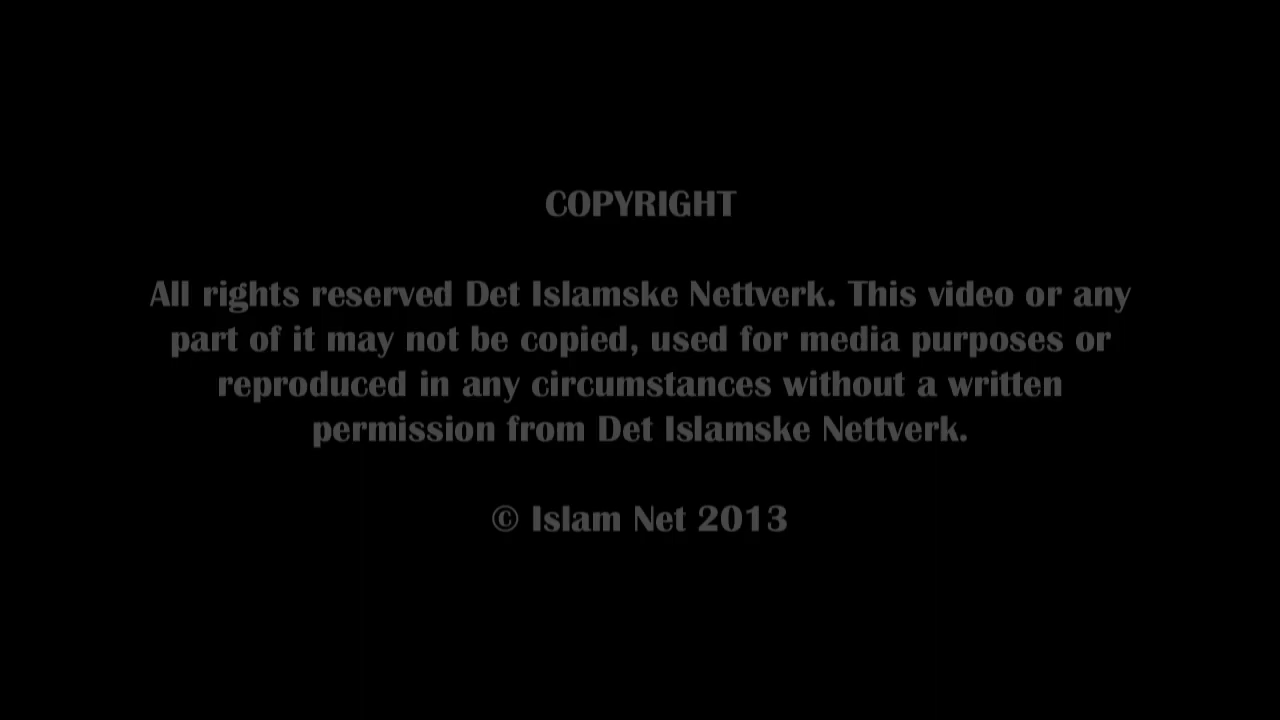 COPYRIGHT
All rights reserved Det Islamske Nettverk. This video or any
part of it may not be copied, used for media purposes or
reproduced in any circumstances without a written
permission from Det Islamske Nettverk.
© Islam Net 2013